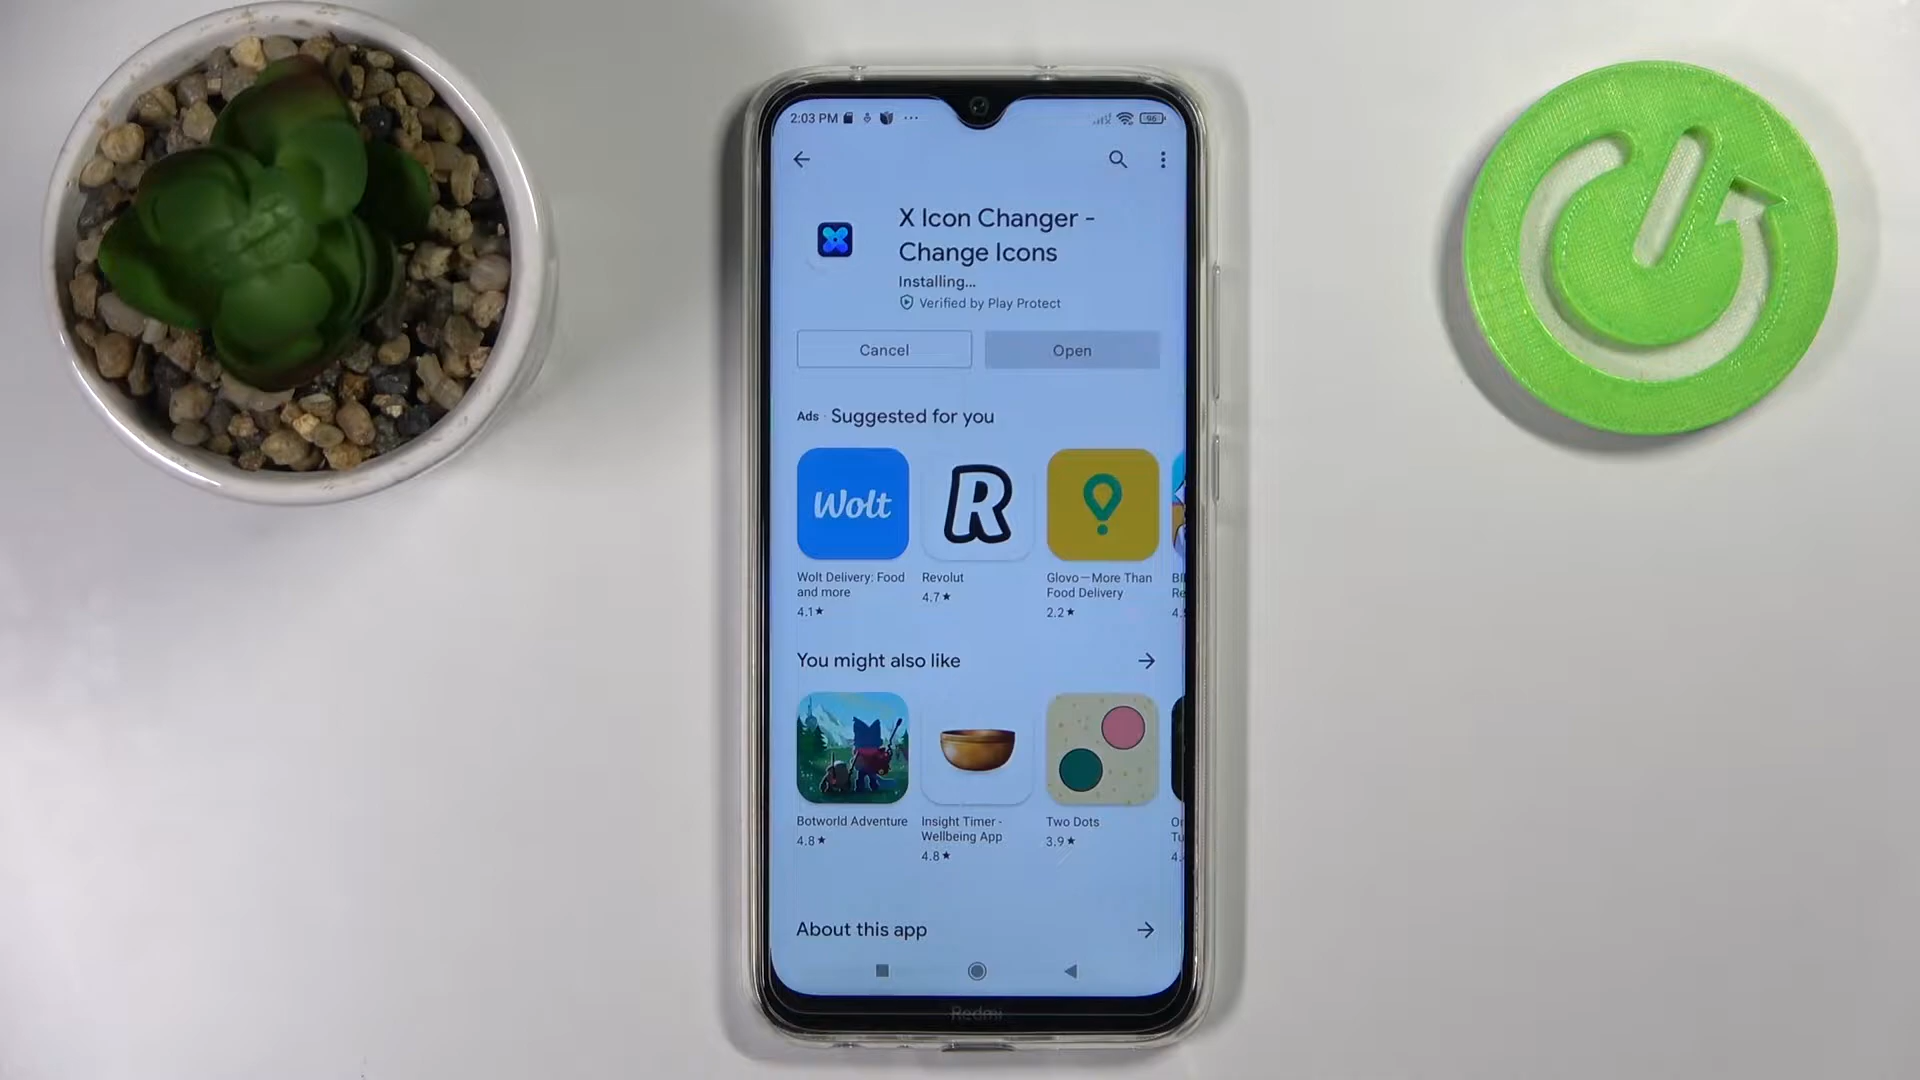 2:03 PM
96
X Icon Changer -
Change Icons
Installing...
Verified by Play Protect
Cancel
Open
Ads · Suggested for you
Wolt
R
Wolt Delivery: Food
and more
4.1★
Revolut
4.7★
Glovo—More Than
Food Delivery
2.2★
You might also like
Botworld Adventure
4.8★
Insight Timer -
Wellbeing App
4.8★
Two Dots
3.9★
About this app
Redmi